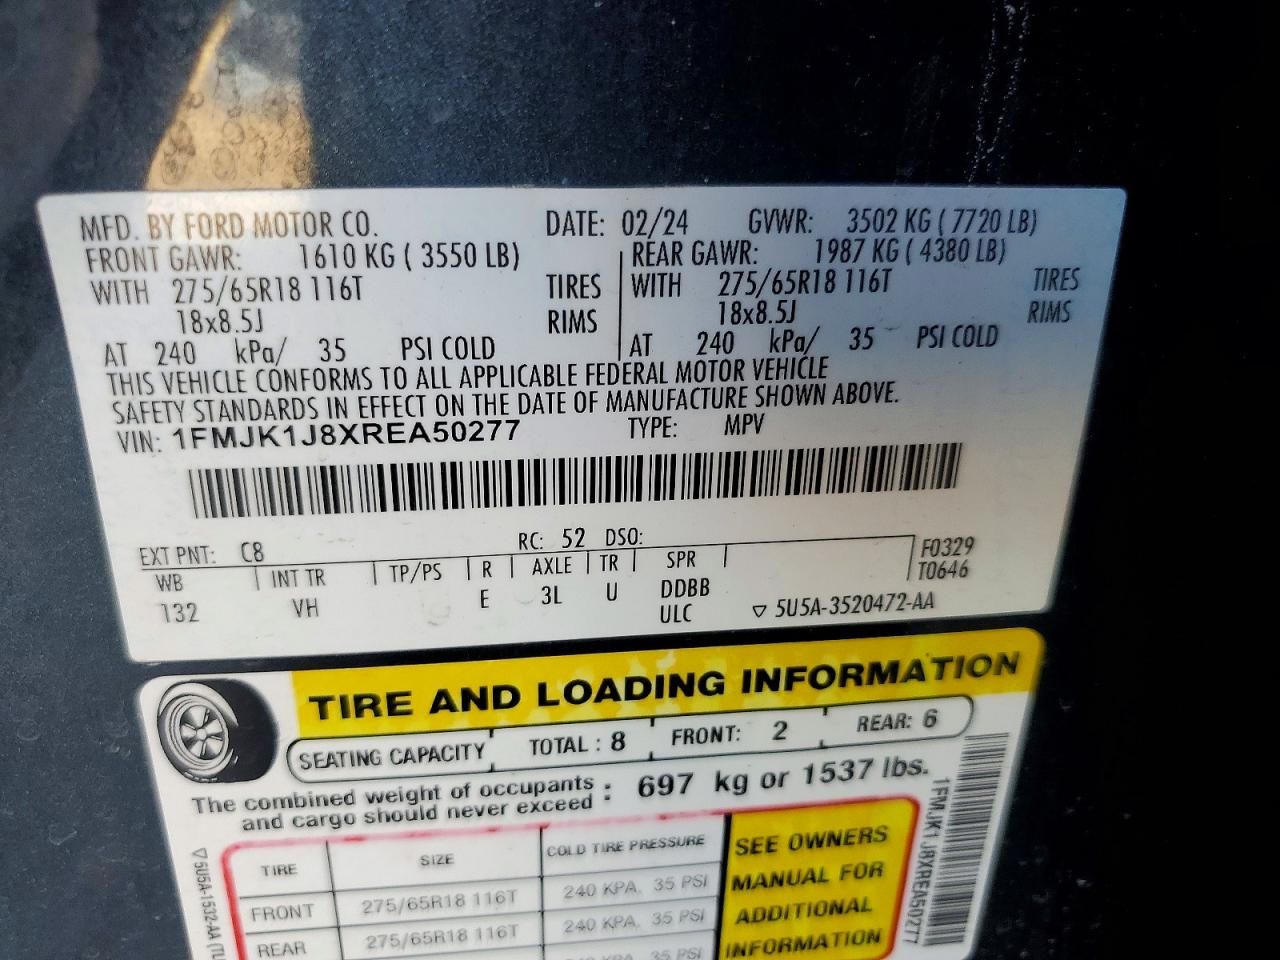 MFD. BY FORD MOTOR CO. DATE: 02/24 GVWR: 3502 KG ( 7720 LB)
FRONT GAWR: 1610 KG ( 3550 LB) REAR GAWR: 1987 KG ( 4380 LB)
WITH 275/65R18 116T TIRES WITH 275/65R18 116T TIRES
18x8.5J RIMS 18x8.5J RIMS
AT 240 kPa/ 35 PSI COLD AT 240 kPa/ 35 PSI COLD
THIS VEHICLE CONFORMS TO ALL APPLICABLE FEDERAL MOTOR VEHICLE
SAFETY STANDARDS IN EFFECT ON THE DATE OF MANUFACTURE SHOWN ABOVE.
VIN: 1FMJK1J8XREA50277 TYPE: MPV
EXT PNT: C8 RC: 52 DSO: F0329
WB INT TR TP/PS R AXLE TR SPR T0646
132 VH E 3L U DDBB
ULC ▽ 5U5A-3520472-AA
TIRE AND LOADING INFORMATION
SEATING CAPACITY TOTAL : 8 FRONT: 2 REAR: 6
The combined weight of occupants
and cargo should never exceed : 697 kg or 1537 lbs.
TIRE SIZE COLD TIRE PRESSURE
FRONT 275/65R18 116T 240 KPA, 35 PSI
REAR 275/65R18 116T 240 KPA, 35 PSI
SEE OWNERS
MANUAL FOR
ADDITIONAL
INFORMATION
1FMJK1J8XREA50277
▽ 5U5A-1532-AA